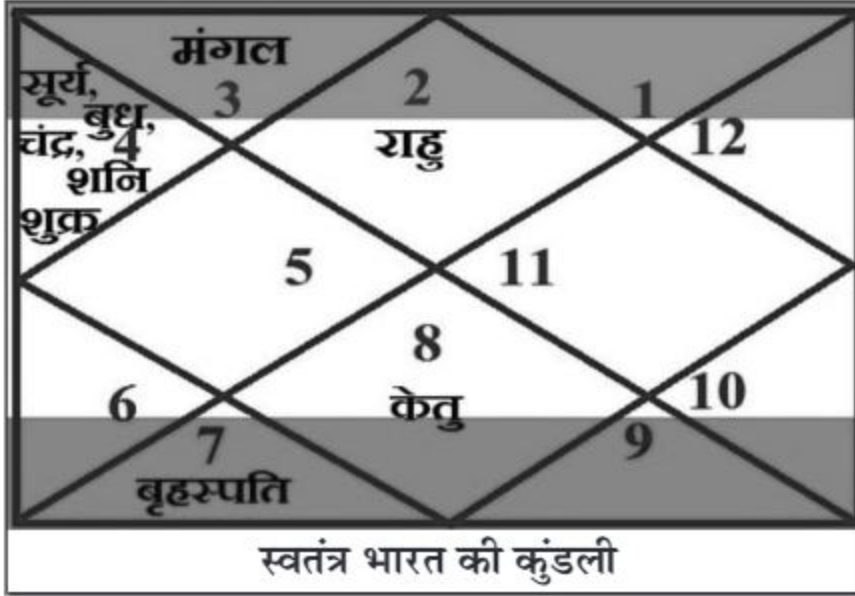 मंगल
सूर्य,
3
2
1
बुध,
चंद्र, 4
राहु
12
शनि
शुक्र
5
11
8
6
केतु
10
7
9
बृहस्पति
स्वतंत्र भारत की कुंडली